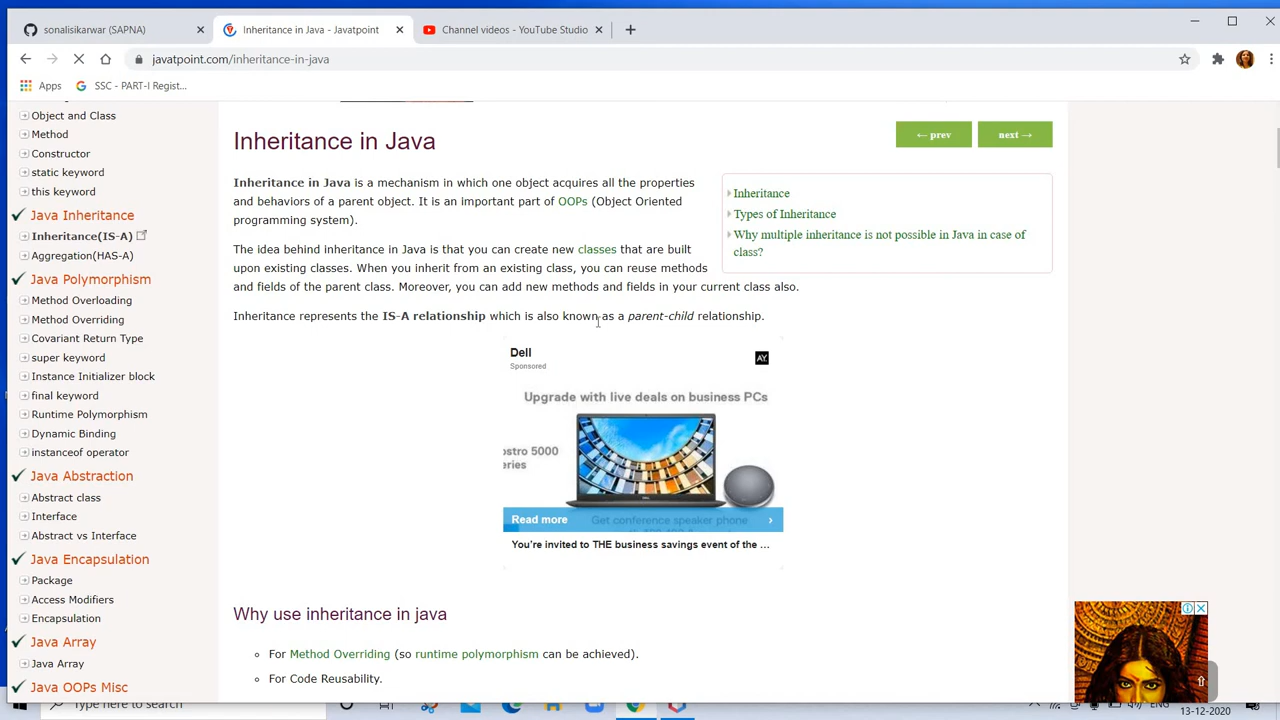 sonalisikarwar (SAPNA)
Inheritance in Java - Javatpoint
Channel videos - YouTube Studio
javatpoint.com/inheritance-in-java
Apps
SSC - PART-I Regist...
Object and Class
Method
Constructor
static keyword
this keyword
Java Inheritance
Inheritance(IS-A)
Aggregation(HAS-A)
Java Polymorphism
Method Overloading
Method Overriding
Covariant Return Type
super keyword
Instance Initializer block
final keyword
Runtime Polymorphism
Dynamic Binding
instanceof operator
Java Abstraction
Abstract class
Interface
Abstract vs Interface
Java Encapsulation
Package
Access Modifiers
Encapsulation
Java Array
Java Array
Java OOPs Misc
Inheritance in Java
← prev
next →
Inheritance in Java is a mechanism in which one object acquires all the properties
and behaviors of a parent object. It is an important part of OOPs (Object Oriented
programming system).
The idea behind inheritance in Java is that you can create new classes that are built
upon existing classes. When you inherit from an existing class, you can reuse methods
and fields of the parent class. Moreover, you can add new methods and fields in your current class also.
Inheritance represents the IS-A relationship which is also known as a parent-child relationship.
Inheritance
Types of Inheritance
Why multiple inheritance is not possible in Java in case of
class?
Dell
Sponsored
AY
Upgrade with live deals on business PCs
ostro 5000
eries
Read more
Get conference speaker phone
You're invited to THE business savings event of the ...
Why use inheritance in java
For Method Overriding (so runtime polymorphism can be achieved).
For Code Reusability.
Type here to search
ENG
13-12-2020